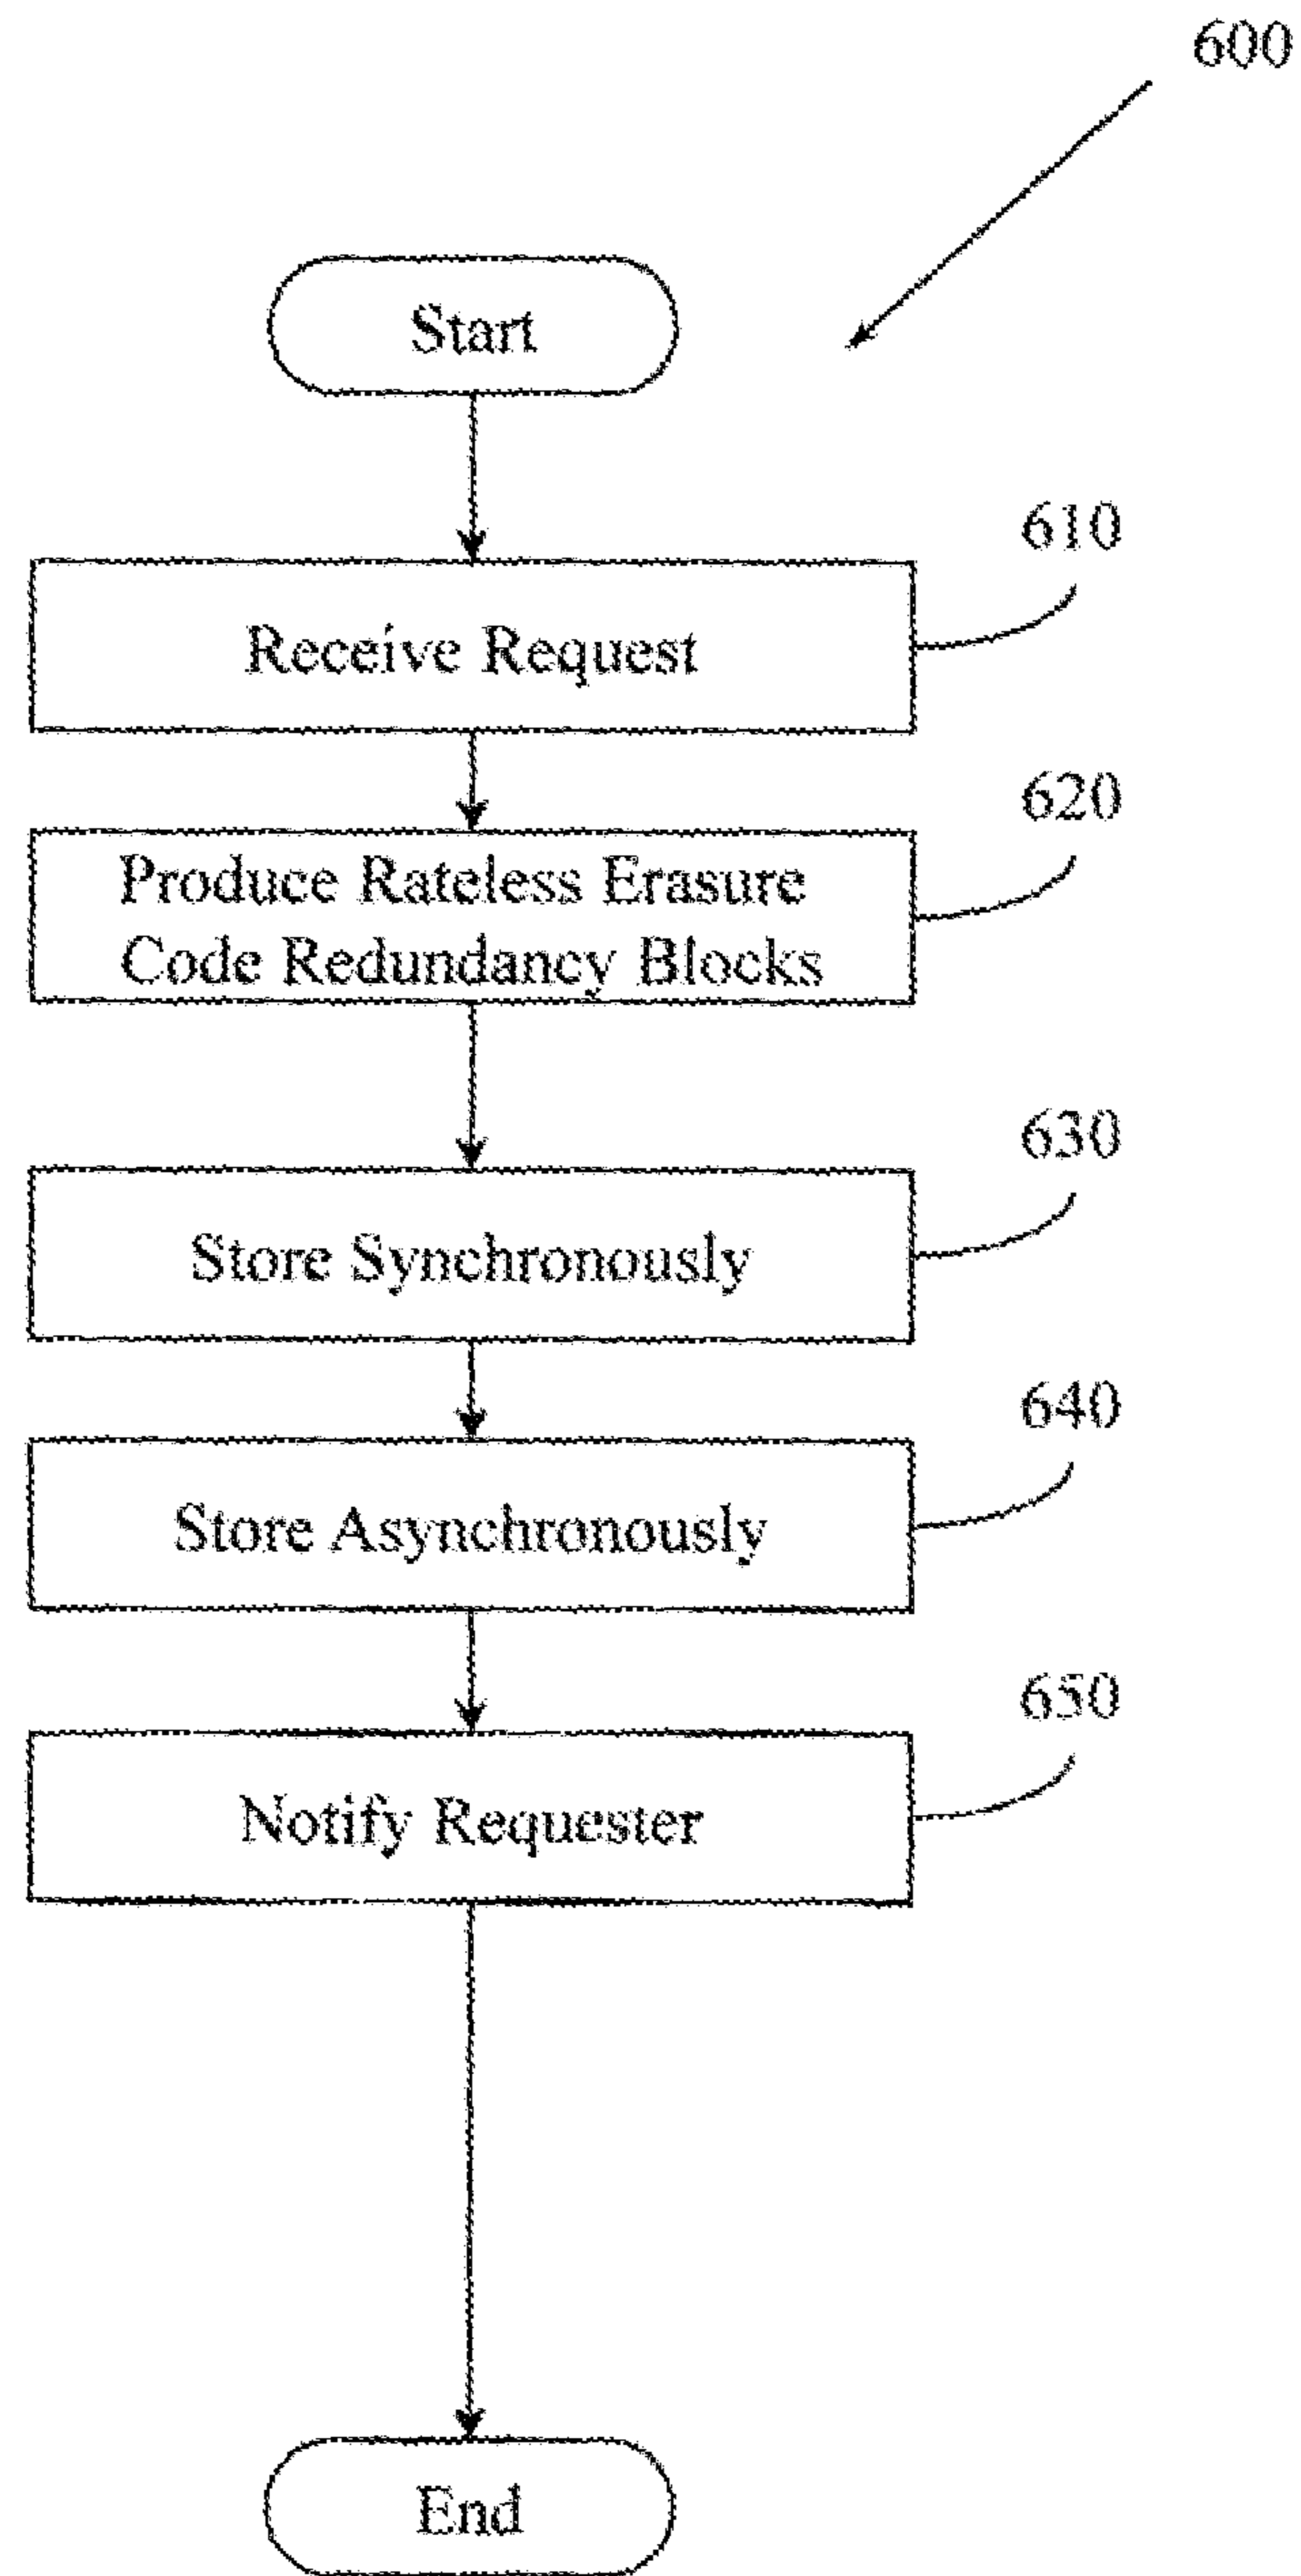 600
Start
610
Receive Request
620
Produce Rateless Erasure
Code Redundancy Blocks
630
Store Synchronously
640
Store Asynchronously
650
Notify Requester
End